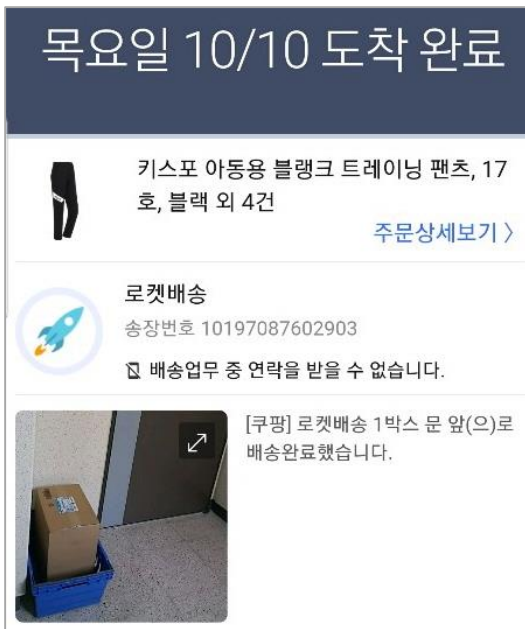 목요일 10/10 도착 완료
키스포 아동용 블랭크 트레이닝 팬츠, 17
호, 블랙 외 4건
주문상세보기 〉
로켓배송
송장번호 10197087602903
배송업무 중 연락을 받을 수 없습니다.
[쿠팡] 로켓배송 1박스 문 앞(으)로
배송완료했습니다.